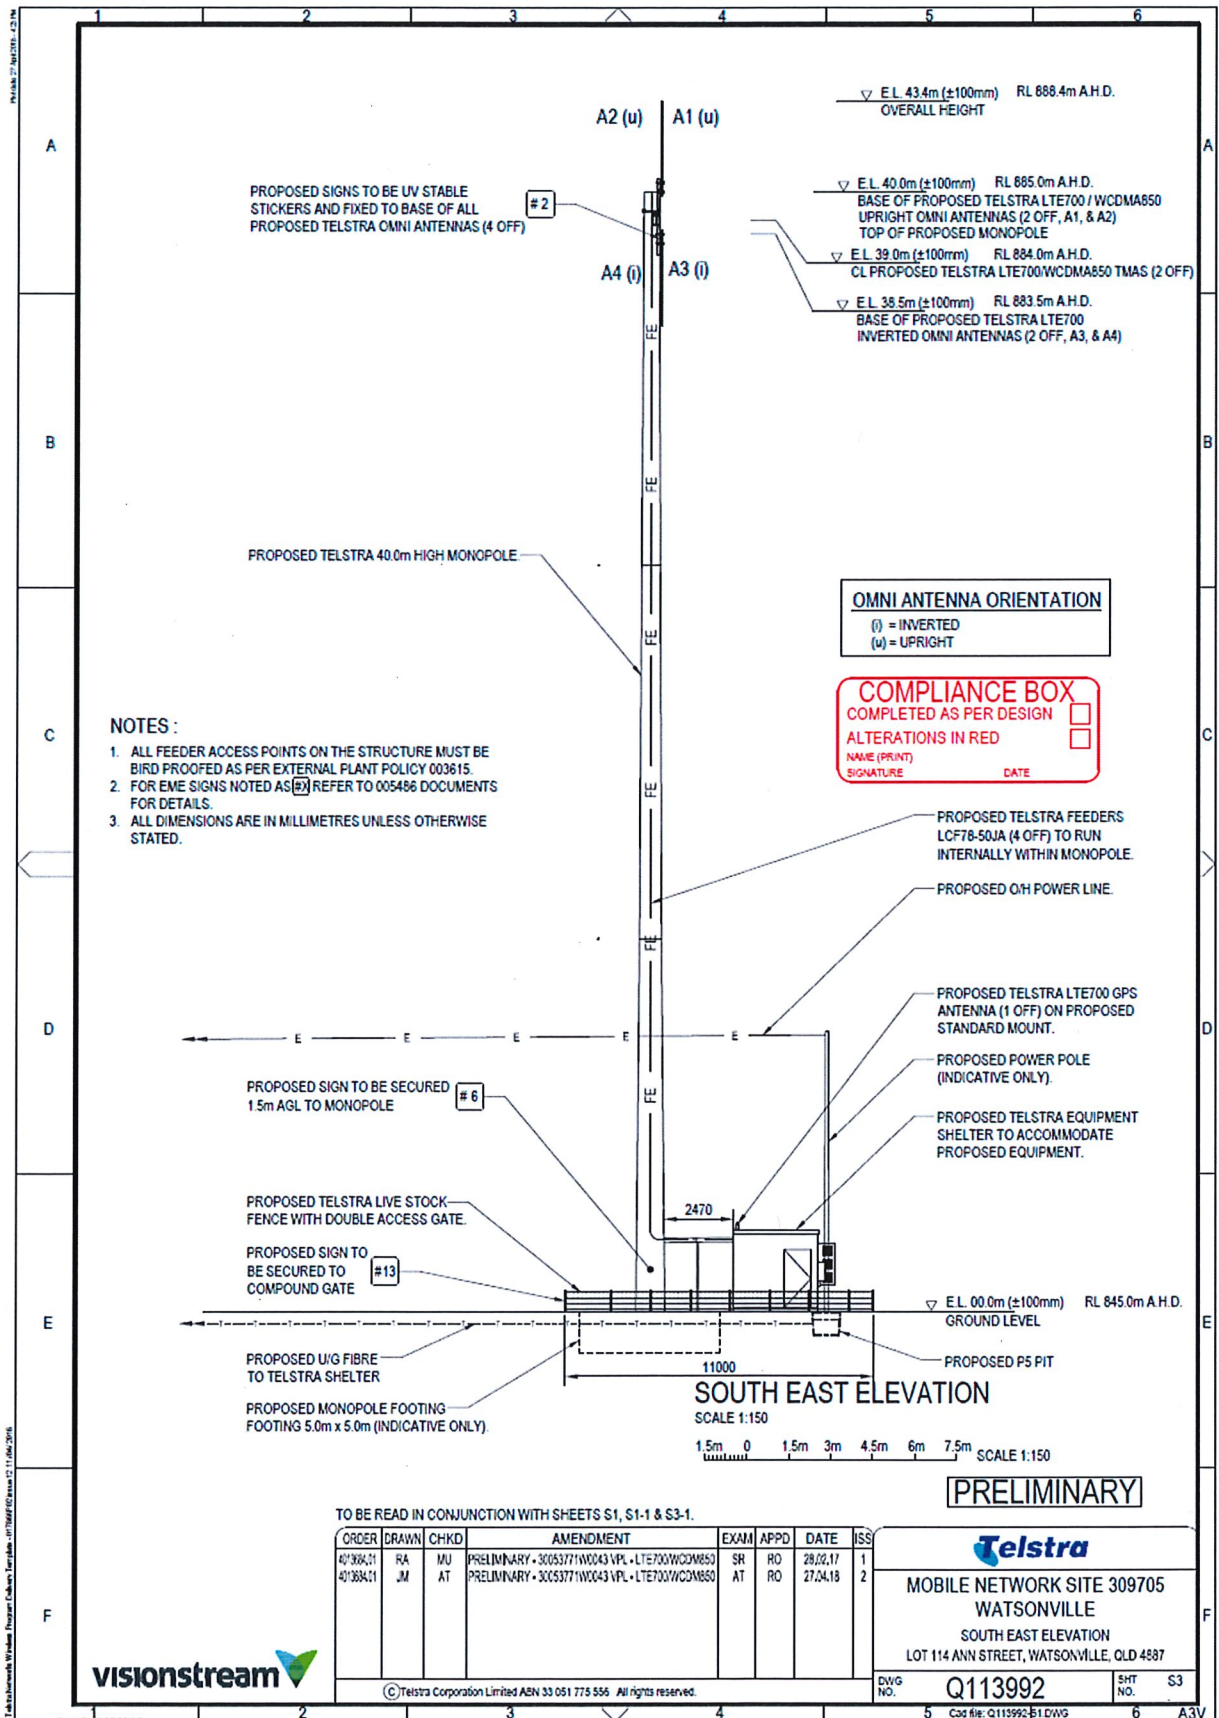 1 2 3 4 5 6
A
A
B
B
C
C
D
D
E
E
F
F
A2 (u) A1 (u)
E.L. 43.4m (±100mm) RL 888.4m A.H.D.
OVERALL HEIGHT
PROPOSED SIGNS TO BE UV STABLE
STICKERS AND FIXED TO BASE OF ALL
PROPOSED TELSTRA OMNI ANTENNAS (4 OFF)
# 2
E.L. 40.0m (±100mm) RL 885.0m A.H.D.
BASE OF PROPOSED TELSTRA LTE700 / WCDMA850
UPRIGHT OMNI ANTENNAS (2 OFF, A1, & A2)
TOP OF PROPOSED MONOPOLE
E.L. 39.0m (±100mm) RL 884.0m A.H.D.
CL PROPOSED TELSTRA LTE700/WCDMA850 TMAS (2 OFF)
A4 (i) A3 (i)
E.L. 38.5m (±100mm) RL 883.5m A.H.D.
BASE OF PROPOSED TELSTRA LTE700
INVERTED OMNI ANTENNAS (2 OFF, A3, & A4)
FE
FE
FE
FE
FE
FE
PROPOSED TELSTRA 40.0m HIGH MONOPOLE
OMNI ANTENNA ORIENTATION
(i) = INVERTED
(u) = UPRIGHT
COMPLIANCE BOX
COMPLETED AS PER DESIGN
ALTERATIONS IN RED
NAME (PRINT)
SIGNATURE DATE
NOTES :
1. ALL FEEDER ACCESS POINTS ON THE STRUCTURE MUST BE
BIRD PROOFED AS PER EXTERNAL PLANT POLICY 003615.
2. FOR EME SIGNS NOTED AS #X REFER TO 005486 DOCUMENTS
FOR DETAILS.
3. ALL DIMENSIONS ARE IN MILLIMETRES UNLESS OTHERWISE
STATED.
PROPOSED TELSTRA FEEDERS
LCF78-50JA (4 OFF) TO RUN
INTERNALLY WITHIN MONOPOLE.
PROPOSED O/H POWER LINE.
PROPOSED TELSTRA LTE700 GPS
ANTENNA (1 OFF) ON PROPOSED
STANDARD MOUNT.
E E E E E
PROPOSED POWER POLE
(INDICATIVE ONLY).
PROPOSED SIGN TO BE SECURED
1.5m AGL TO MONOPOLE
# 6
PROPOSED TELSTRA EQUIPMENT
SHELTER TO ACCOMMODATE
PROPOSED EQUIPMENT.
PROPOSED TELSTRA LIVE STOCK
FENCE WITH DOUBLE ACCESS GATE.
2470
PROPOSED SIGN TO
BE SECURED TO
COMPOUND GATE
#13
E.L. 00.0m (±100mm) RL 845.0m A.H.D.
GROUND LEVEL
PROPOSED U/G FIBRE
TO TELSTRA SHELTER
PROPOSED P5 PIT
11000
PROPOSED MONOPOLE FOOTING
FOOTING 5.0m x 5.0m (INDICATIVE ONLY).
SOUTH EAST ELEVATION
SCALE 1:150
1.5m 0 1.5m 3m 4.5m 6m 7.5m SCALE 1:150
PRELIMINARY
TO BE READ IN CONJUNCTION WITH SHEETS S1, S1-1 & S3-1.
ORDER DRAWN CHKD AMENDMENT EXAM APPD DATE ISS
RA MU PRELIMINARY - 30053771W0043 VPL - LTE700/WCDM850 SR RO 28.02.17 1
JM AT PRELIMINARY - 30053771W0043 VPL - LTE700/WCDM850 AT RO 27.04.18 2
Telstra
MOBILE NETWORK SITE 309705
WATSONVILLE
SOUTH EAST ELEVATION
LOT 114 ANN STREET, WATSONVILLE, QLD 4887
visionstream
© Telstra Corporation Limited ABN 33 051 775 556 All rights reserved.
DWG NO. Q113992 SHT NO. S3
Cad file: Q113992-S1.DWG
2 3 4 5 6 A3V